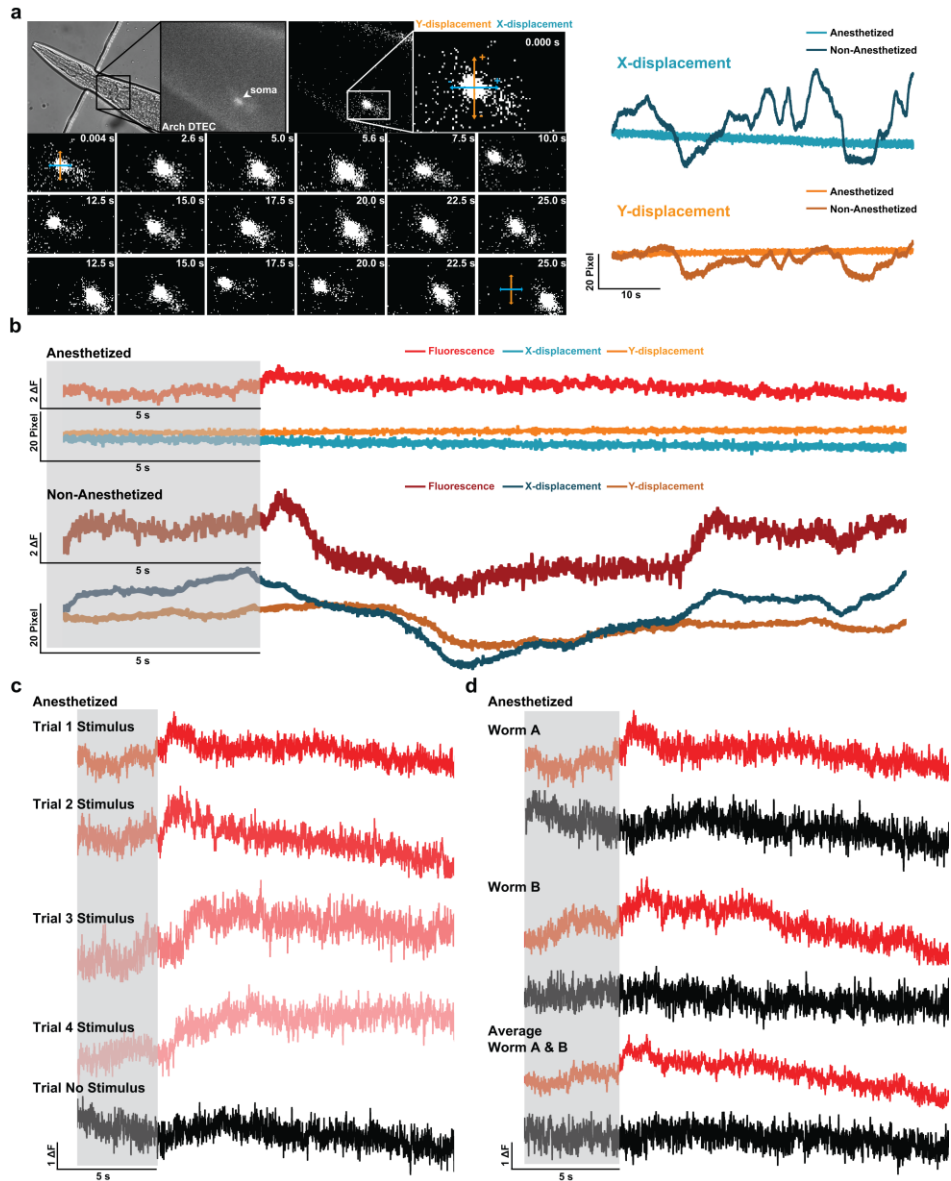 a
Y-displacement X-displacement
0.000 s
soma
Arch DTEC
+
-
0.004 s 2.6 s 5.0 s 5.6 s 7.5 s 10.0 s
12.5 s 15.0 s 17.5 s 20.0 s 22.5 s 25.0 s
12.5 s 15.0 s 17.5 s 20.0 s 22.5 s 25.0 s
Anesthetized
Non-Anesthetized
X-displacement
Anesthetized
Non-Anesthetized
Y-displacement
20 Pixel
10 s
b
Anesthetized
Fluorescence X-displacement Y-displacement
2 ΔF
5 s
20 Pixel
5 s
Non-Anesthetized
Fluorescence X-displacement Y-displacement
2 ΔF
5 s
20 Pixel
5 s
c
Anesthetized
Trial 1 Stimulus
Trial 2 Stimulus
Trial 3 Stimulus
Trial 4 Stimulus
Trial No Stimulus
1 ΔF
5 s
d
Anesthetized
Worm A
Worm B
Average
Worm A & B
1 ΔF
5 s